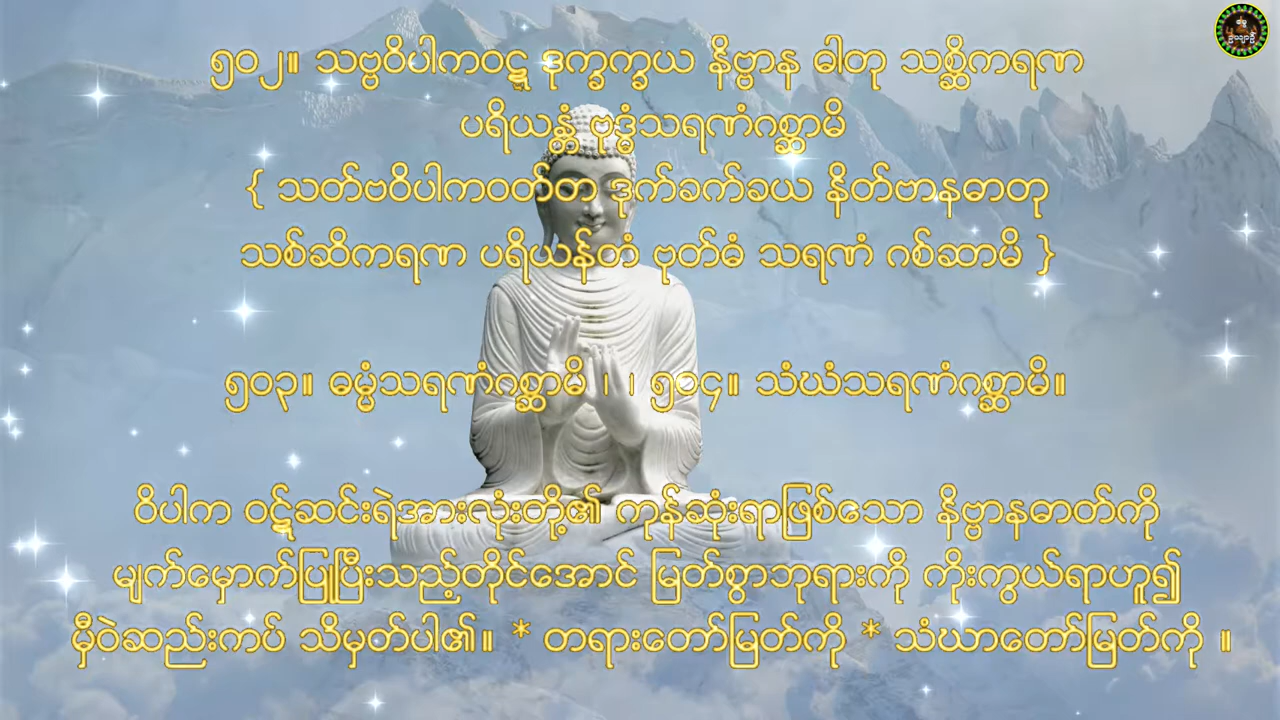 ၅၀၂။ သဗ္ဗဝိပါကဝဋ္ဋ ဒုက္ခက္ခယ နိဗ္ဗာန ဓါတု သစ္ဆိကရဏ
ပရိယန္တံ ဗုဒ္ဓံသရဏံဂစ္ဆာမိ
{ သတ်ဗဝိပါကဝတ်တ ဒုက်ခက်ခယ နိတ်ဗာနဓာတု
သစ်ဆိကရဏ ပရိယန်တံ ဗုတ်ဓံ သရဏံ ဂစ်ဆာမိ }
၅၀၃။ ဓမ္မံသရဏံဂစ္ဆာမိ ၊ ၊ ၅၀၄။ သံဃံသရဏံဂစ္ဆာမိ။
ဝိပါက ဝဋ်ဆင်းရဲအားလုံးတို့၏ ကုန်ဆုံးရာဖြစ်သော နိဗ္ဗာနဓာတ်ကို
မျက်မှောက်ပြုပြီးသည့်တိုင်အောင် မြတ်စွာဘုရားကို ကိုးကွယ်ရာဟူ၍
မှီဝဲဆည်းကပ် သိမှတ်ပါ၏။ * တရားတော်မြတ်ကို * သံဃာတော်မြတ်ကို ။